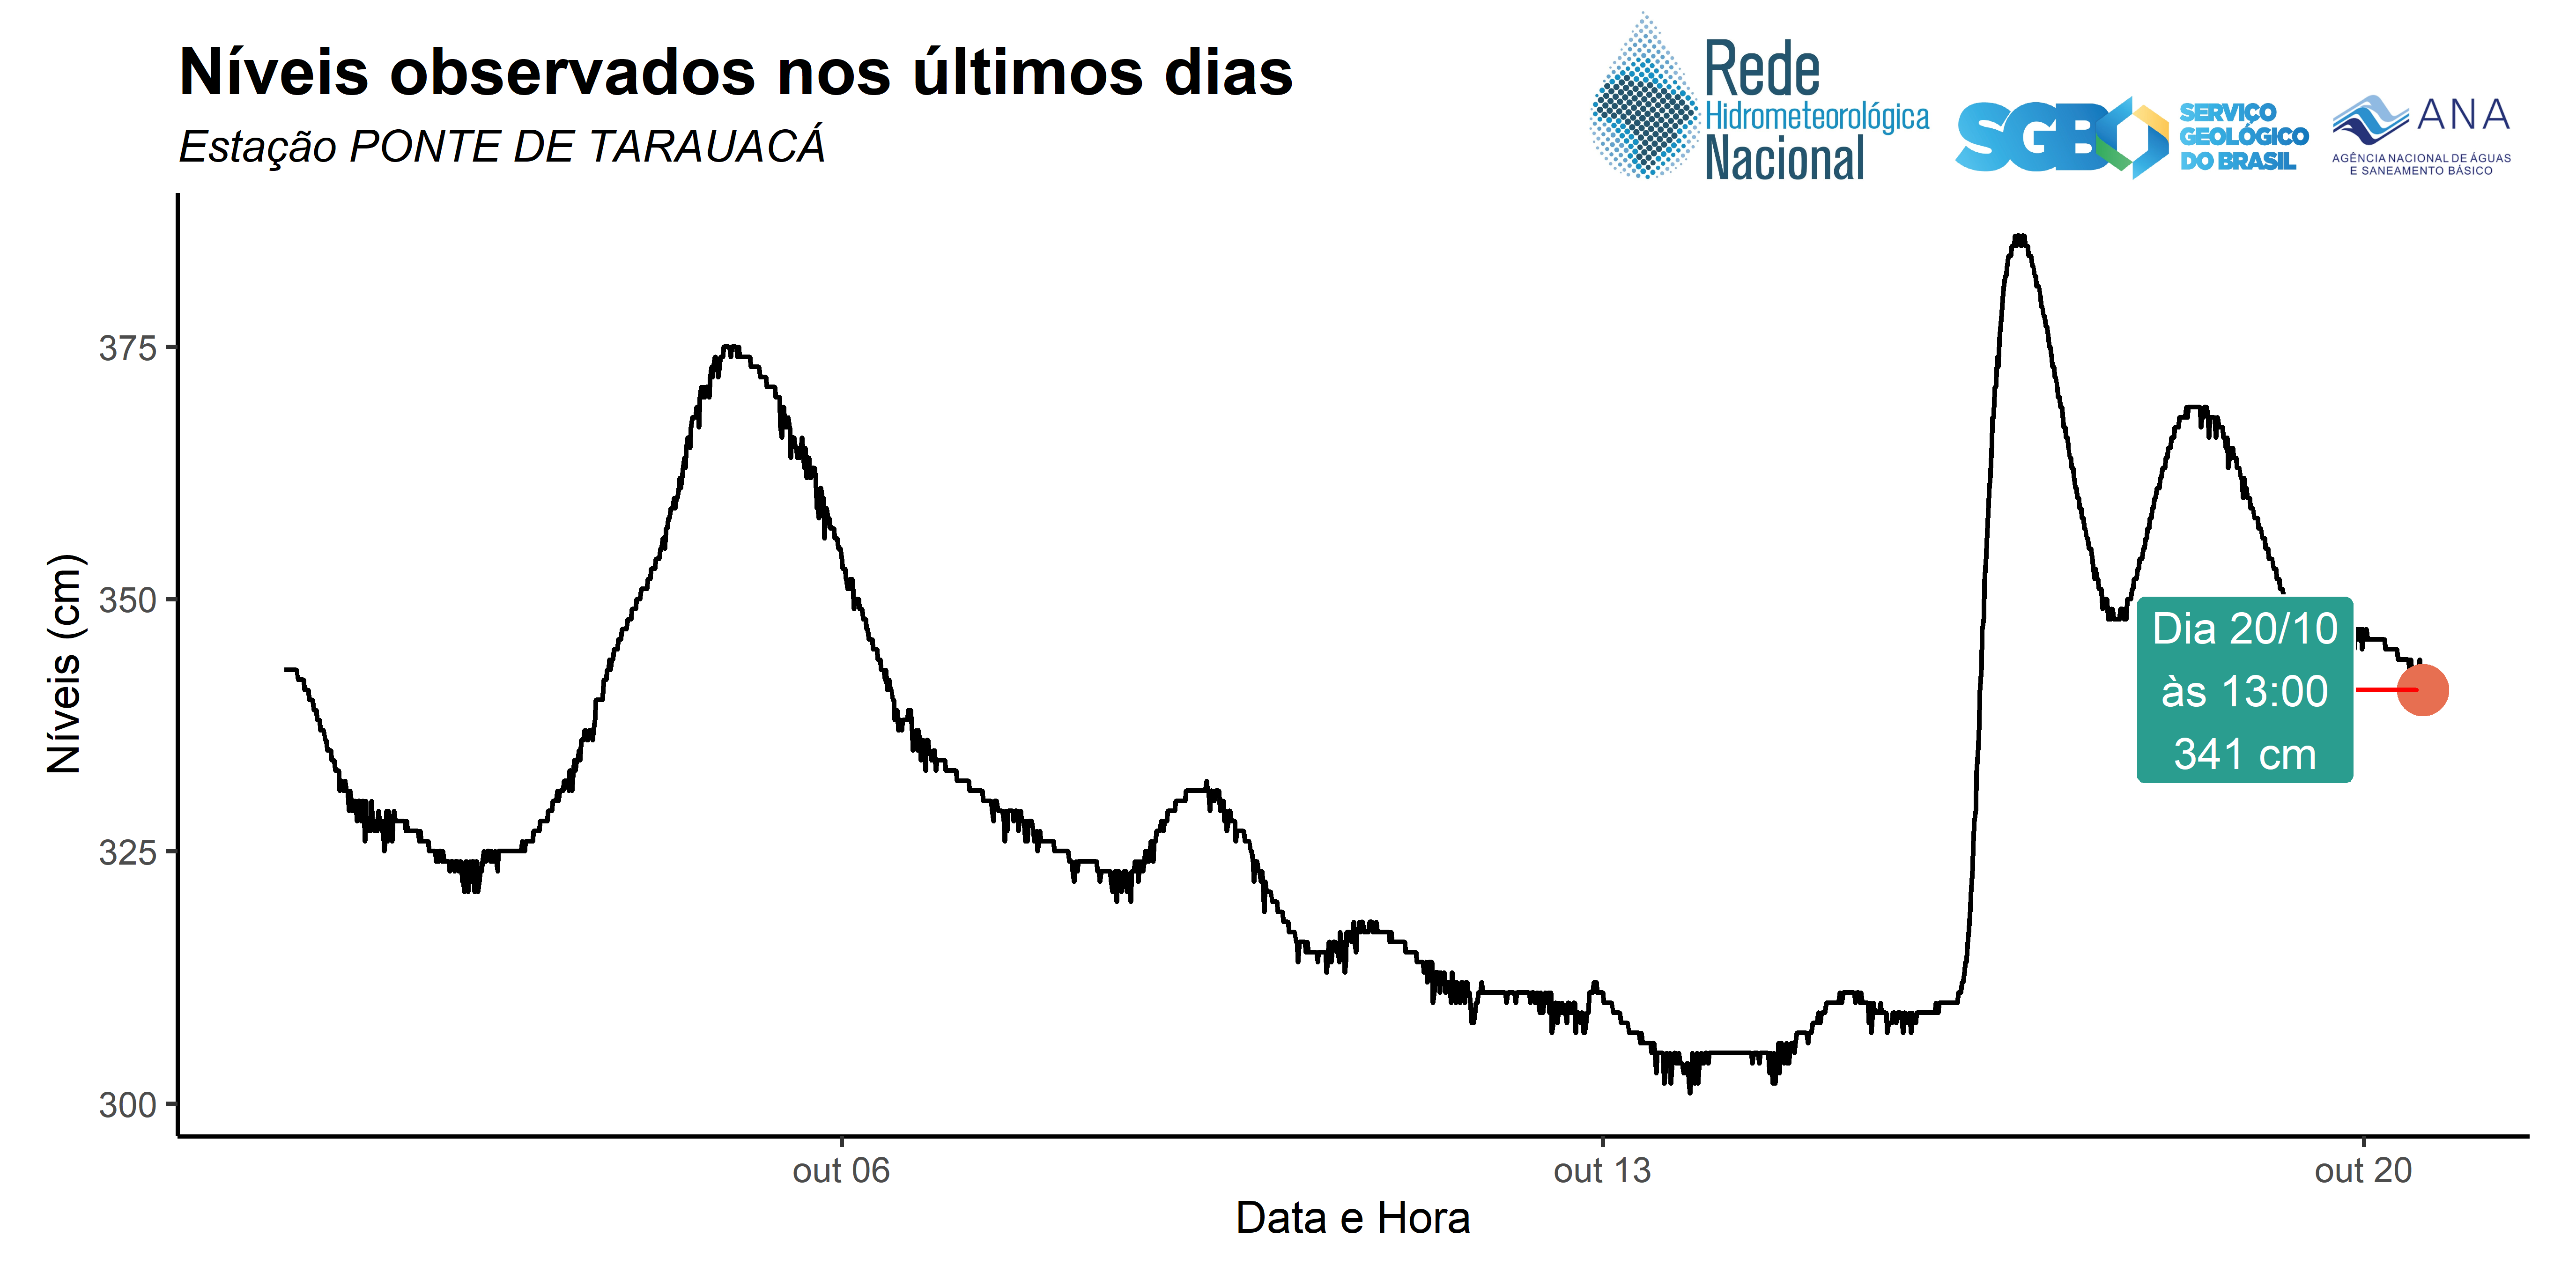 Níveis observados nos últimos dias
Estação PONTE DE TARAUACÁ
Rede
Hidrometeorológica
Nacional
SGB
SERVIÇO
GEOLÓGICO
DO BRASIL
ANA
AGÊNCIA NACIONAL DE ÁGUAS
E SANEAMENTO BÁSICO
Níveis (cm)
375
350
325
300
Dia 20/10
às 13:00
341 cm
out 06
out 13
out 20
Data e Hora